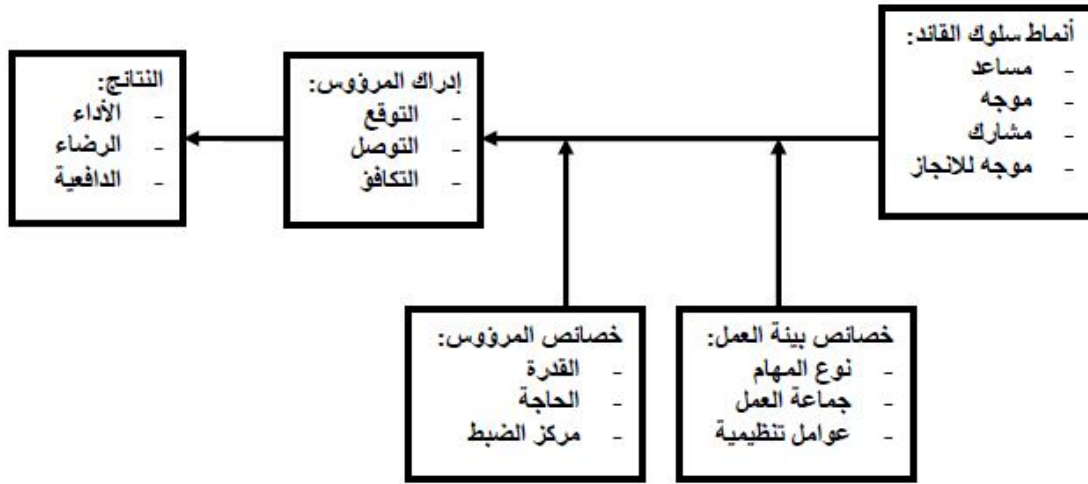 أنماط سلوك القائد:
- مساعد
- موجه
- مشارك
- موجه للانجاز
إدراك المرؤوس:
- التوقع
- التوصل
- التكافؤ
النتائج:
- الأداء
- الرضاء
- الدافعية
خصائص بيئة العمل:
- نوع المهام
- جماعة العمل
- عوامل تنظيمية
خصائص المرؤوس:
- القدرة
- الحاجة
- مركز الضبط